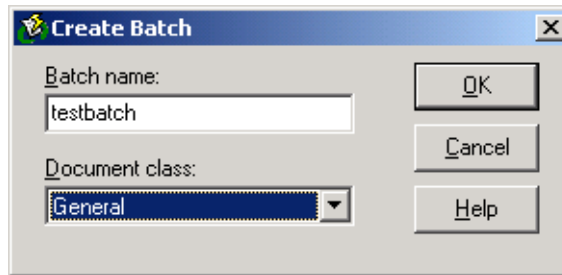 Create Batch
Batch name:
testbatch
Document class:
General
OK
Cancel
Help